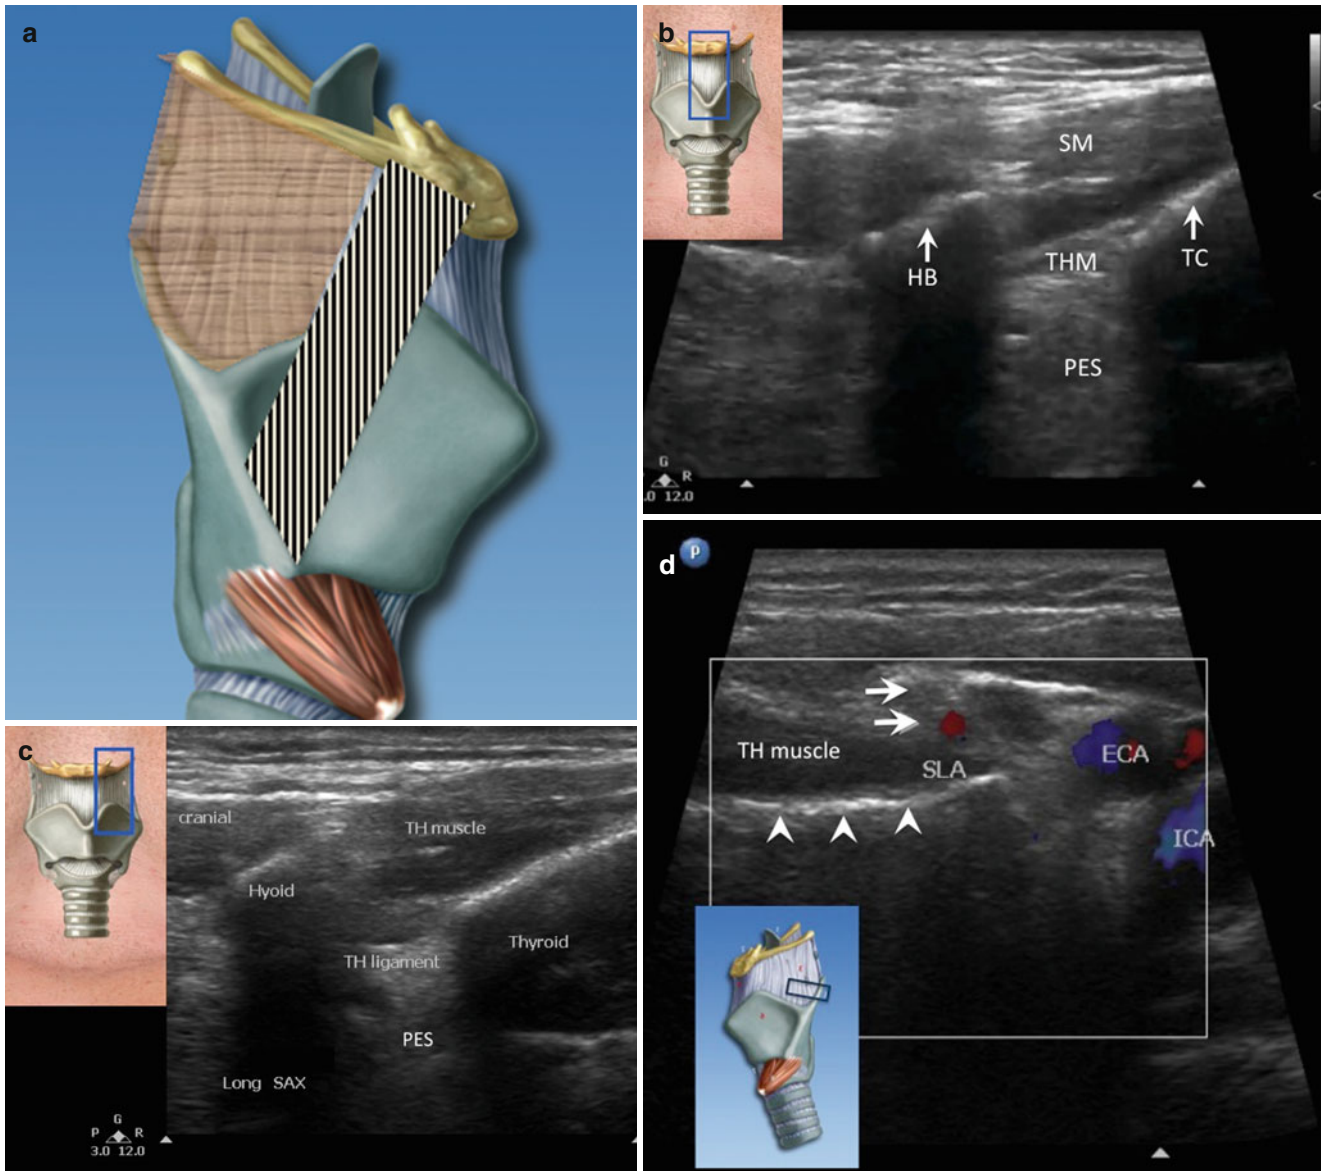 a
b
SM
HB
THM
TC
PES
G
R
.0 12.0
c
cranial
TH muscle
Hyoid
Thyroid
TH ligament
PES
Long SAX
G
P R
3.0 12.0
d
P
TH muscle
SLA
ECA
ICA